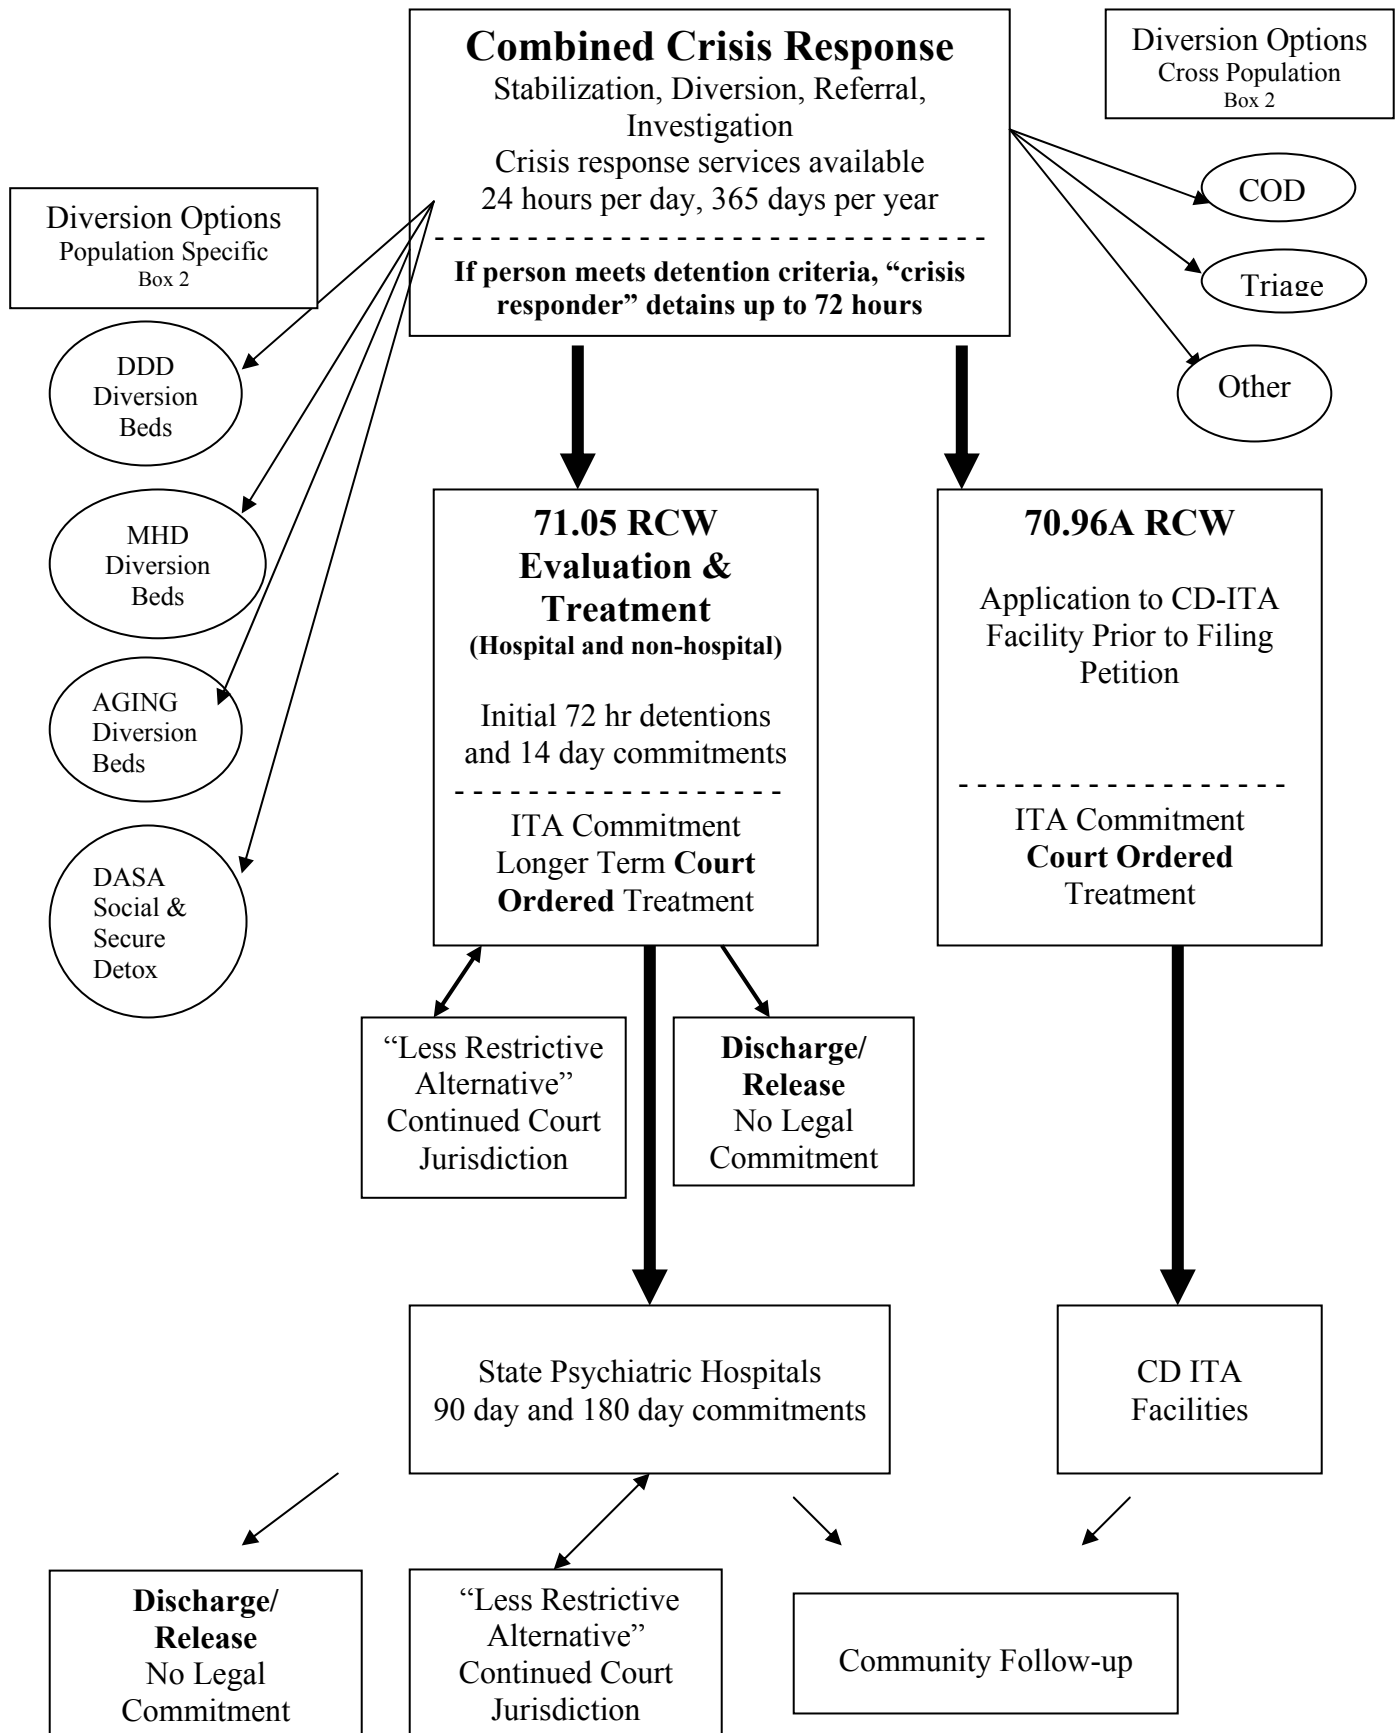 Combined Crisis Response
Stabilization, Diversion, Referral,
Investigation
Crisis response services available
24 hours per day, 365 days per year
If person meets detention criteria, “crisis
responder” detains up to 72 hours
Diversion Options
Cross Population
Box 2
COD
Triage
Other
Diversion Options
Population Specific
Box 2
DDD
Diversion
Beds
MHD
Diversion
Beds
AGING
Diversion
Beds
DASA
Social &
Secure
Detox
71.05 RCW
Evaluation &
Treatment
(Hospital and non-hospital)
Initial 72 hr detentions
and 14 day commitments
ITA Commitment
Longer Term Court
Ordered Treatment
70.96A RCW
Application to CD-ITA
Facility Prior to Filing
Petition
ITA Commitment
Court Ordered
Treatment
“Less Restrictive
Alternative”
Continued Court
Jurisdiction
Discharge/
Release
No Legal
Commitment
State Psychiatric Hospitals
90 day and 180 day commitments
CD ITA
Facilities
Discharge/
Release
No Legal
Commitment
“Less Restrictive
Alternative”
Continued Court
Jurisdiction
Community Follow-up